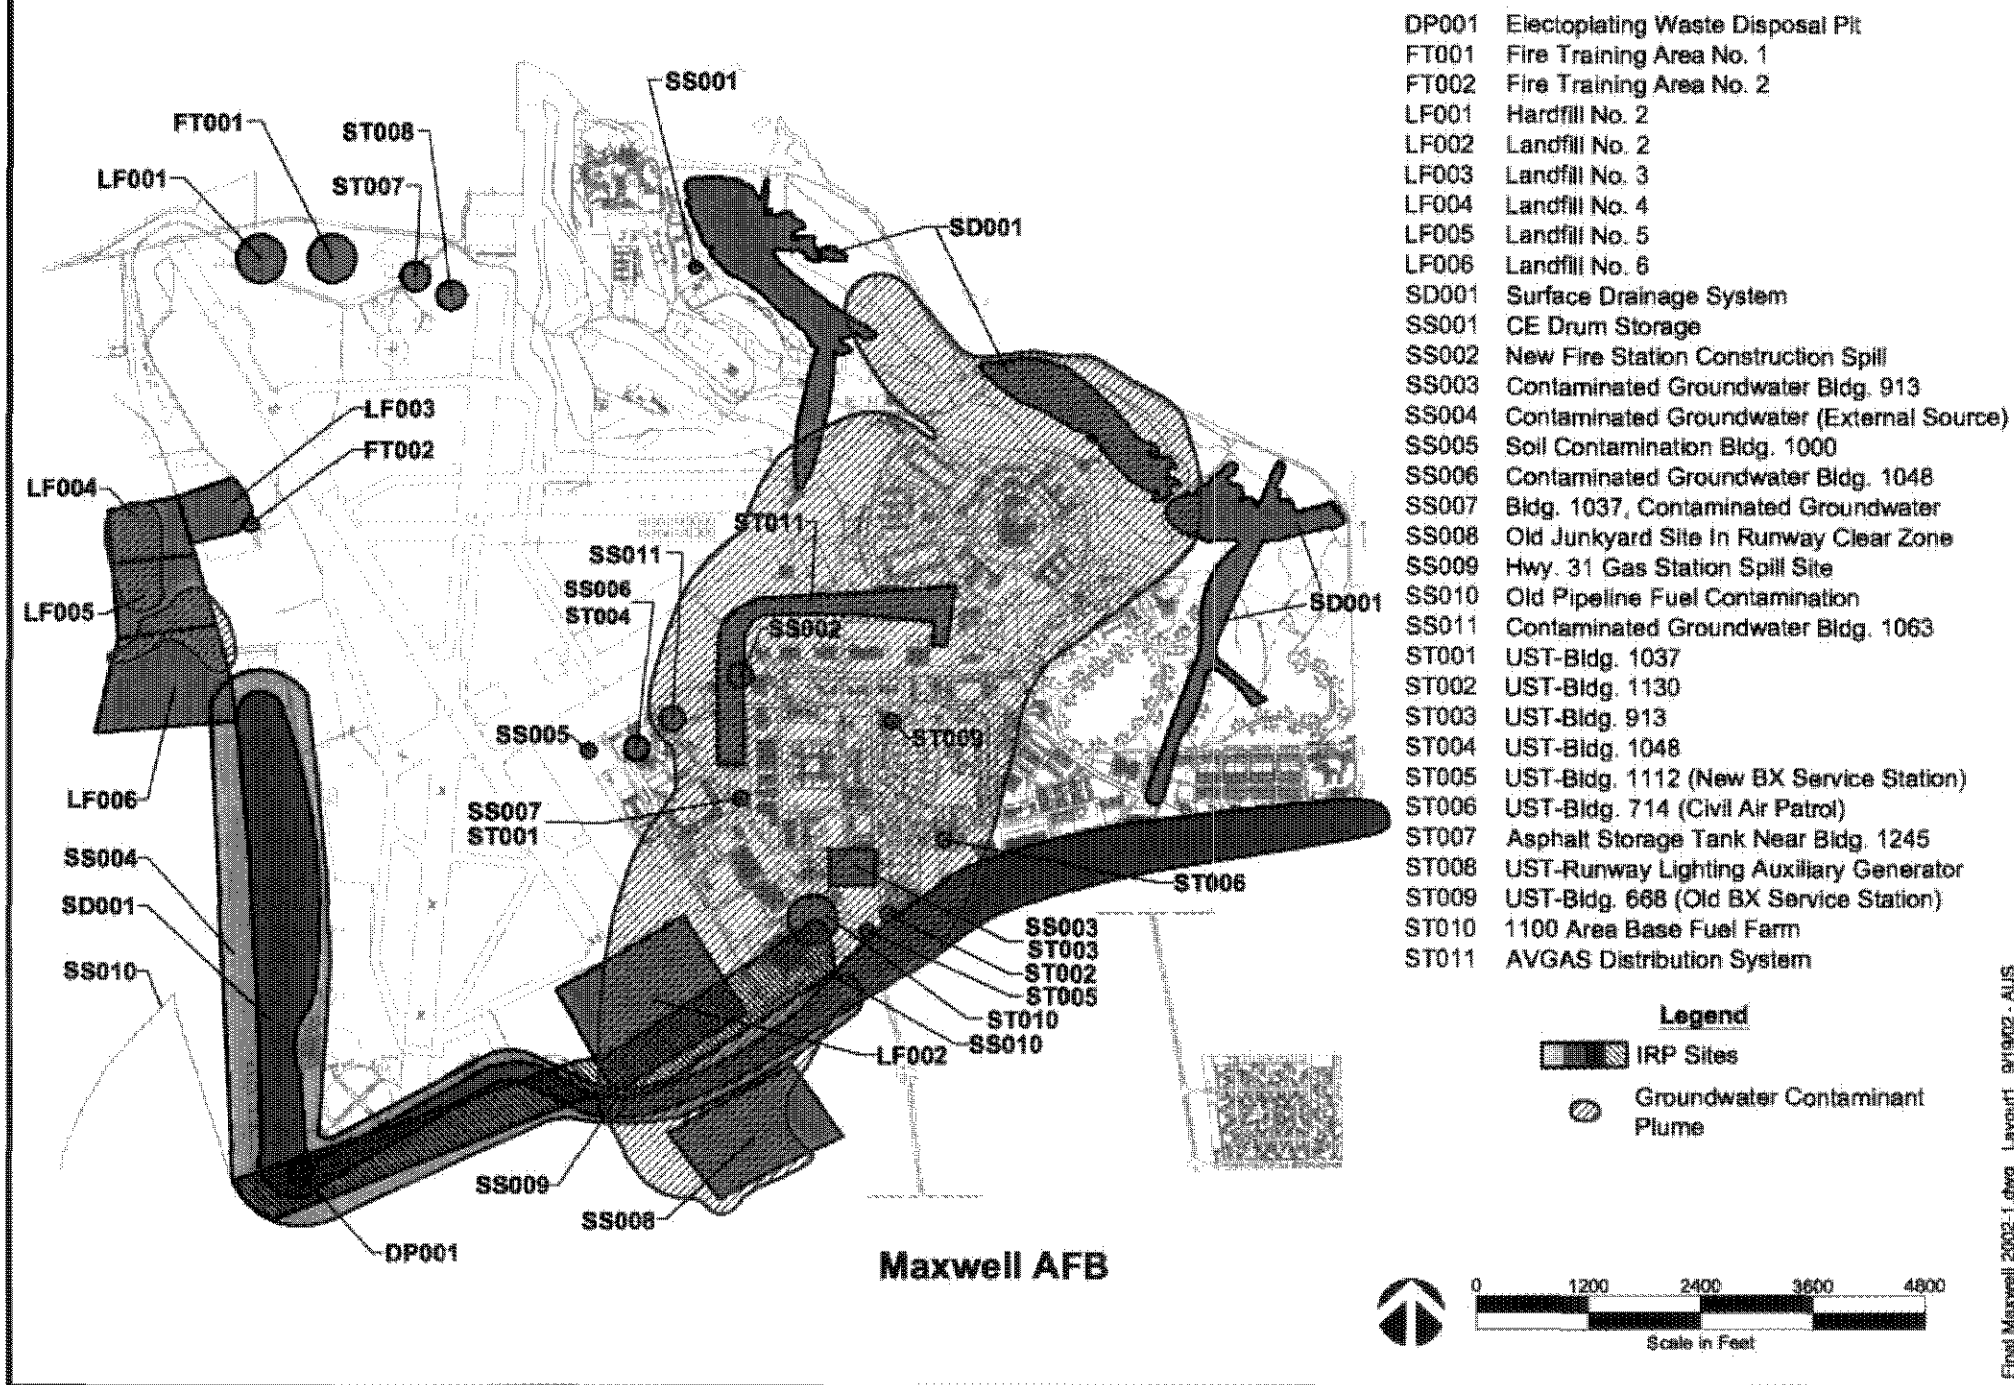 DP001 Electoplating Waste Disposal Pit
FT001 Fire Training Area No. 1
FT002 Fire Training Area No. 2
LF001 Hardfill No. 2
LF002 Landfill No. 2
LF003 Landfill No. 3
LF004 Landfill No. 4
LF005 Landfill No. 5
LF006 Landfill No. 6
SD001 Surface Drainage System
SS001 CE Drum Storage
SS002 New Fire Station Construction Spill
SS003 Contaminated Groundwater Bldg. 913
SS004 Contaminated Groundwater (External Source)
SS005 Soil Contamination Bldg. 1000
SS006 Contaminated Groundwater Bldg. 1048
SS007 Bldg. 1037, Contaminated Groundwater
SS008 Old Junkyard Site In Runway Clear Zone
SS009 Hwy. 31 Gas Station Spill Site
SS010 Old Pipeline Fuel Contamination
SS011 Contaminated Groundwater Bldg. 1063
ST001 UST-Bldg. 1037
ST002 UST-Bldg. 1130
ST003 UST-Bldg. 913
ST004 UST-Bldg. 1048
ST005 UST-Bldg. 1112 (New BX Service Station)
ST006 UST-Bldg. 714 (Civil Air Patrol)
ST007 Asphalt Storage Tank Near Bldg. 1245
ST008 UST-Runway Lighting Auxiliary Generator
ST009 UST-Bldg. 668 (Old BX Service Station)
ST010 1100 Area Base Fuel Farm
ST011 AVGAS Distribution System
Legend
IRP Sites
Groundwater Contaminant
Plume
SS001
FT001
ST008
LF001
ST007
SD001
LF003
FT002
LF004
ST011
SS011
SS006
ST004
LF005
SD001
SS002
SS005
ST009
LF006
SS007
ST001
SS004
ST006
SD001
SS003
ST003
SS010
ST002
ST005
ST010
SS010
LF002
SS009
SS008
DP001
Maxwell AFB
0 1200 2400 3600 4800
Scale in Feet
Final Maxwell 2002-1.dwg Layout1 9/19/02 - AUS